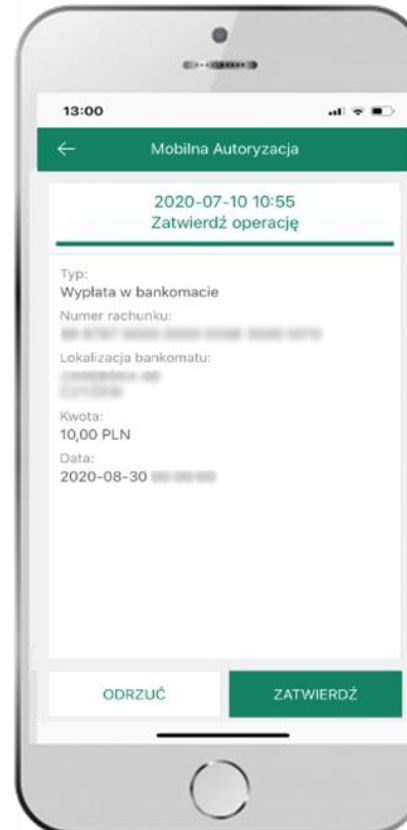 13:00
Mobilna Autoryzacja
2020-07-10 10:55
Zatwierdź operację
Typ:
Wypłata w bankomacie
Numer rachunku:
Lokalizacja bankomatu:
Kwota:
10,00 PLN
Data:
2020-08-30
ODRZUĆ
ZATWIERDŹ